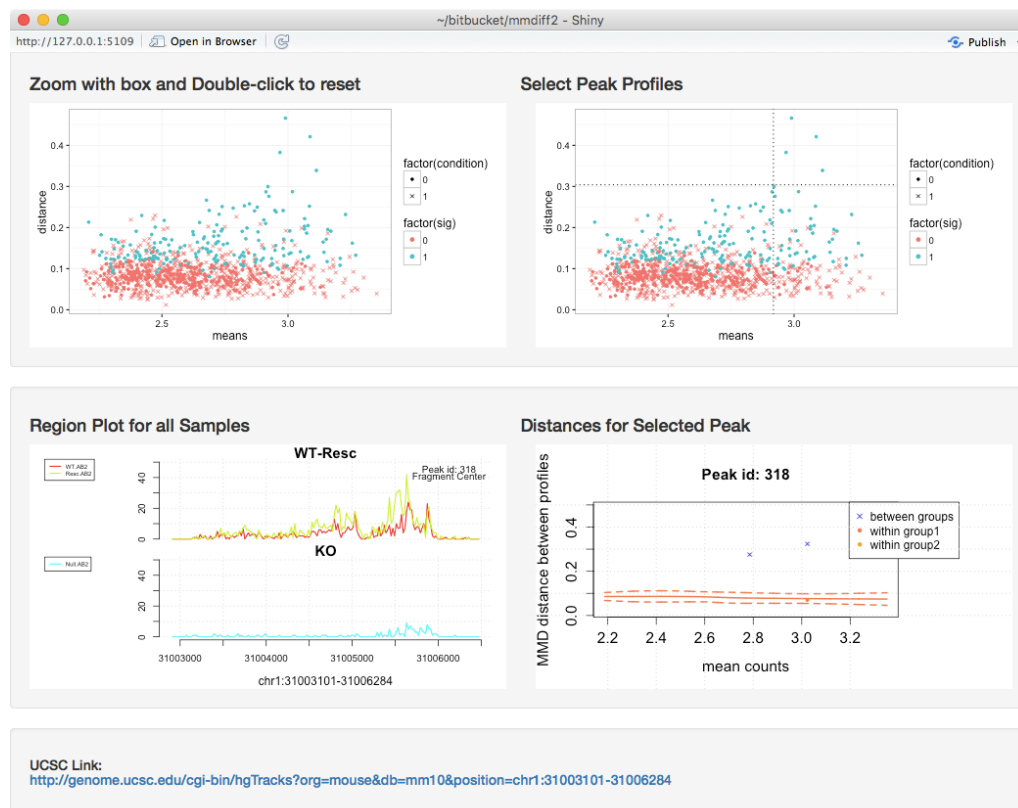 ~/bitbucket/mmdiff2 - Shiny
http://127.0.0.1:5109 Open in Browser Publish
Zoom with box and Double-click to reset
distance
0.4
0.3
0.2
0.1
0.0
2.5 3.0
means
factor(condition)
0
1
factor(sig)
0
1
Select Peak Profiles
distance
0.4
0.3
0.2
0.1
0.0
2.5 3.0
means
factor(condition)
0
1
factor(sig)
0
1
Region Plot for all Samples
WT.AB2
Resc.AB2
WT-Resc
Peak id: 318
Fragment Center
40
20
0
Null.AB2
KO
40
20
0
31003000 31004000 31005000 31006000
chr1:31003101-31006284
Distances for Selected Peak
Peak id: 318
MMD distance between profiles
0.4
0.2
0.0
between groups
within group1
within group2
2.2 2.4 2.6 2.8 3.0 3.2
mean counts
UCSC Link:
http://genome.ucsc.edu/cgi-bin/hgTracks?org=mouse&db=mm10&position=chr1:31003101-31006284